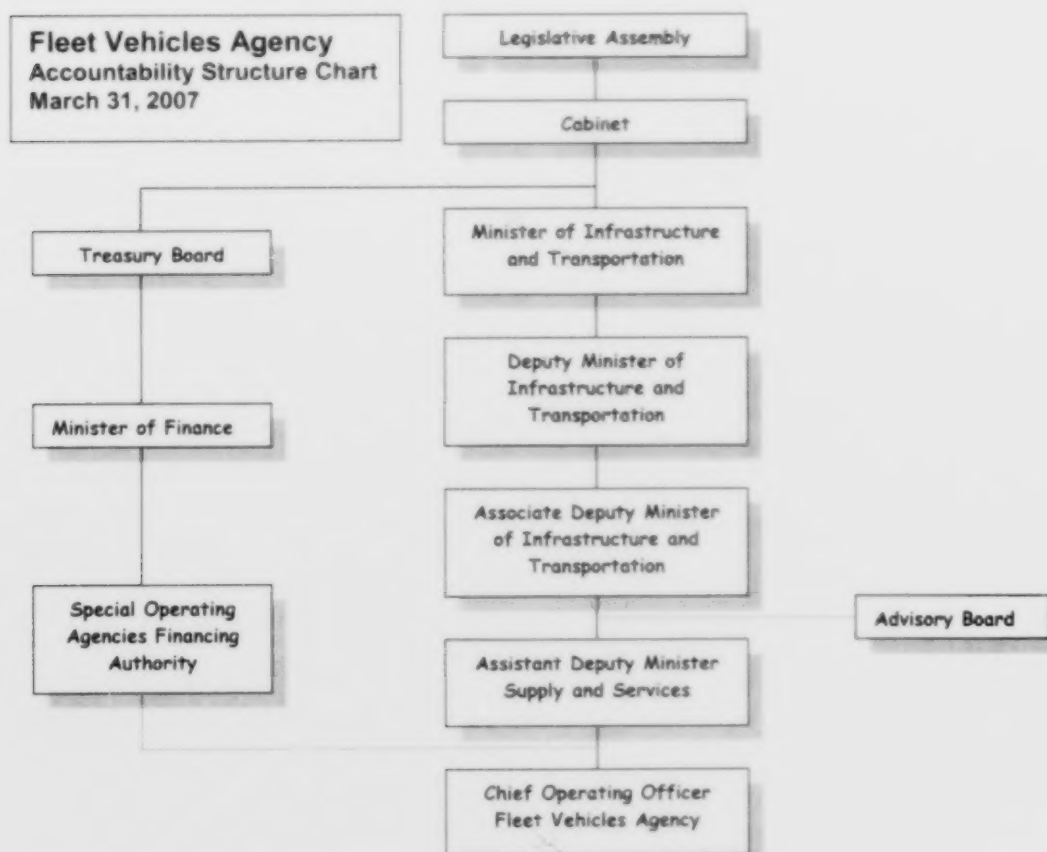 Fleet Vehicles Agency
Accountability Structure Chart
March 31, 2007
Legislative Assembly
Cabinet
Treasury Board
Minister of Infrastructure
and Transportation
Deputy Minister of
Infrastructure and
Transportation
Minister of Finance
Associate Deputy Minister
of Infrastructure and
Transportation
Special Operating
Agencies Financing
Authority
Advisory Board
Assistant Deputy Minister
Supply and Services
Chief Operating Officer
Fleet Vehicles Agency